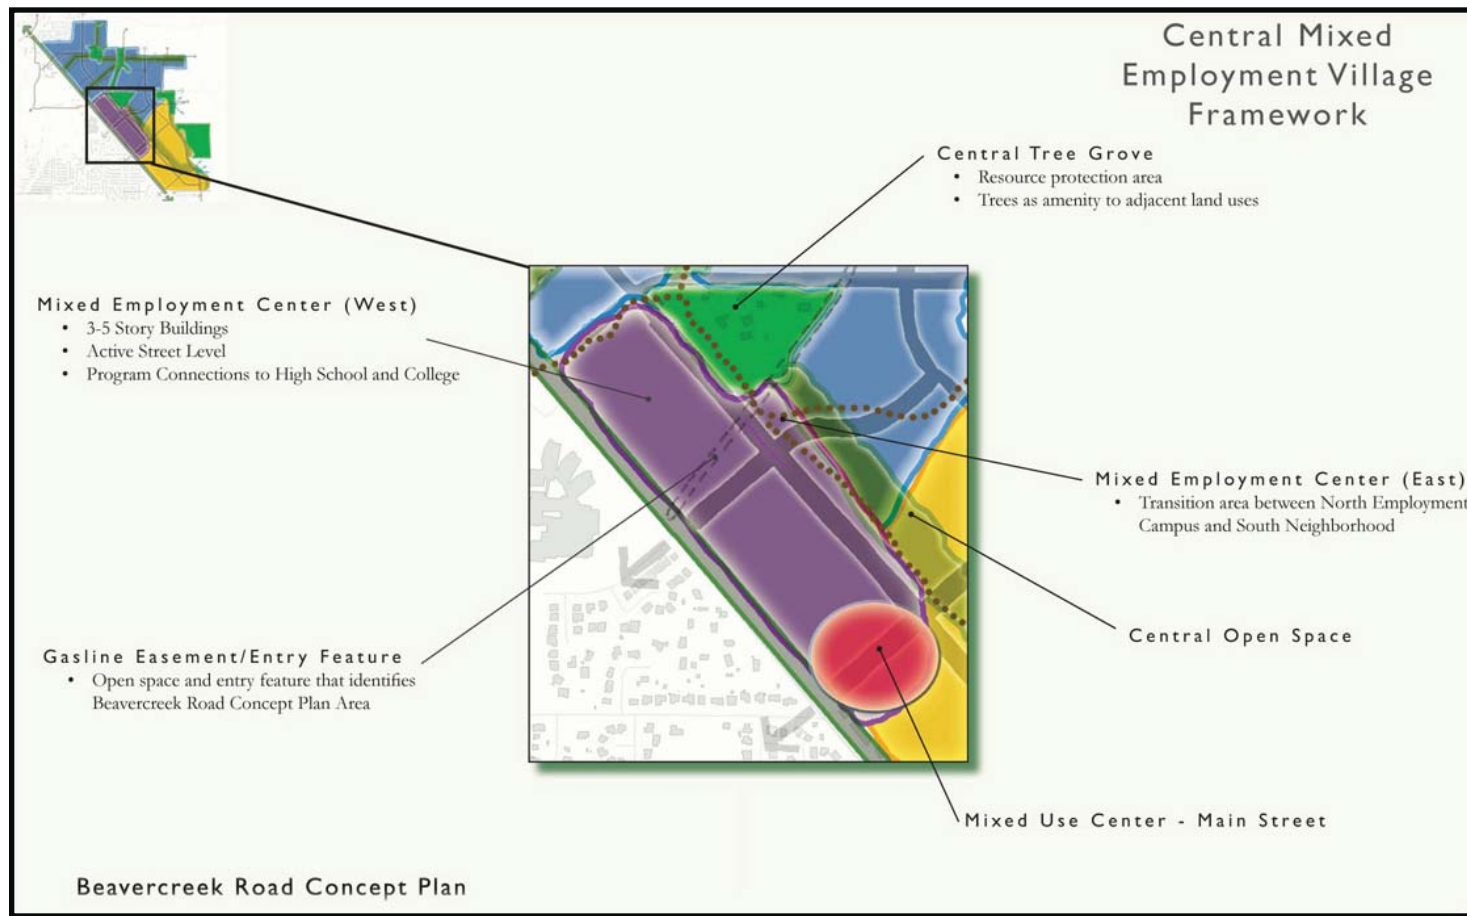 Central Mixed
Employment Village
Framework
Central Tree Grove
• Resource protection area
• Trees as amenity to adjacent land uses
Mixed Employment Center (West)
• 3-5 Story Buildings
• Active Street Level
• Program Connections to High School and College
Mixed Employment Center (East)
• Transition area between North Employment
Campus and South Neighborhood
Gasline Easement/Entry Feature
• Open space and entry feature that identifies
Beavercreek Road Concept Plan Area
Central Open Space
Mixed Use Center - Main Street
Beavercreek Road Concept Plan